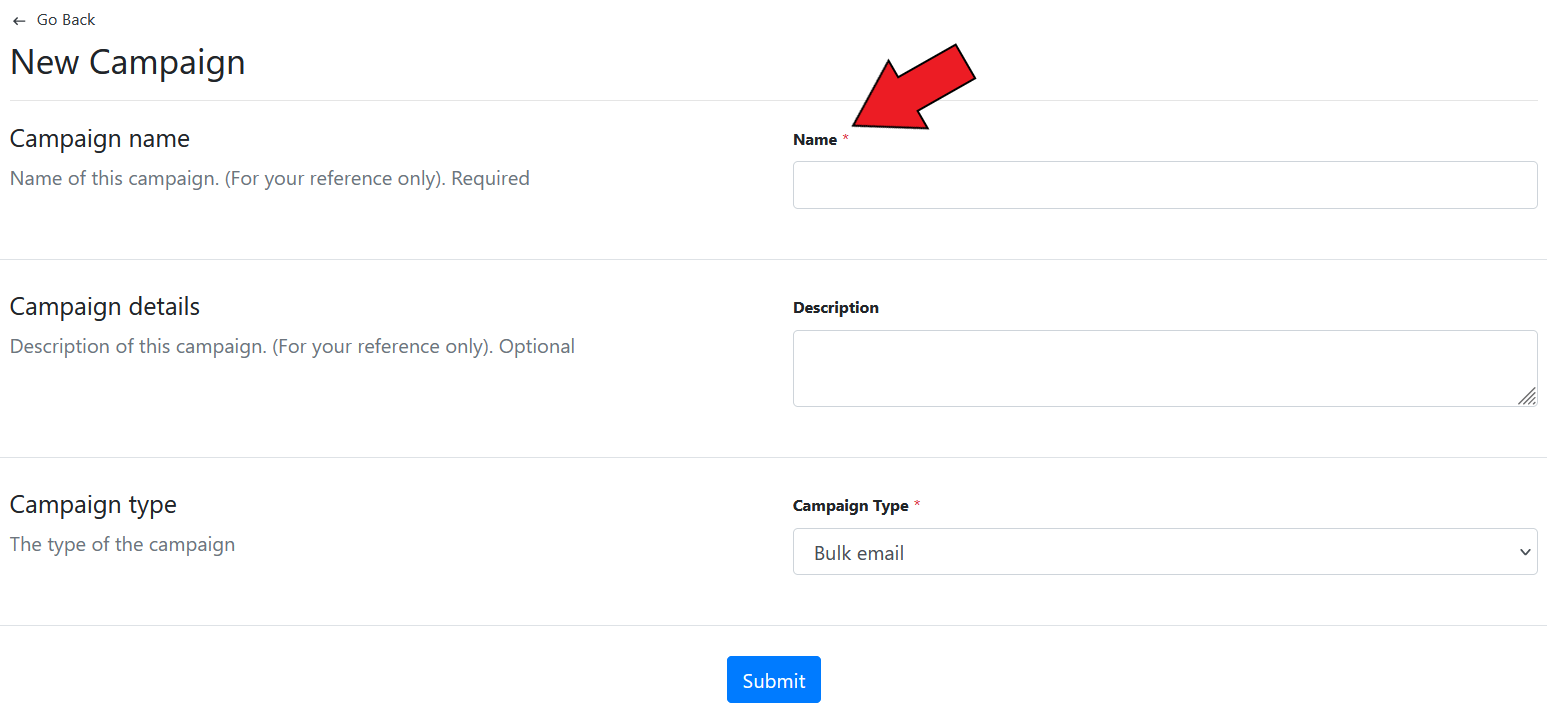 ← Go Back
New Campaign
Campaign name
Name of this campaign. (For your reference only). Required
Name *
Campaign details
Description of this campaign. (For your reference only). Optional
Description
Campaign type
The type of the campaign
Campaign Type *
Bulk email
Submit